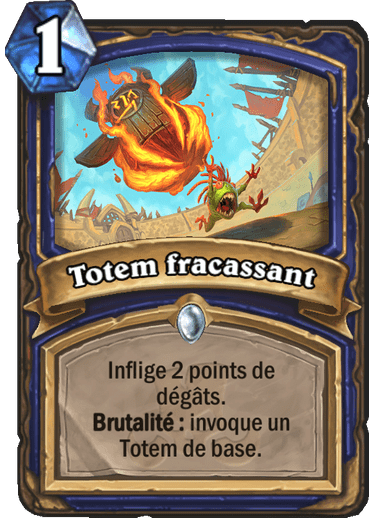 1
Totem fracassant
Inflige 2 points de
dégâts.
Brutalité : invoque un
Totem de base.